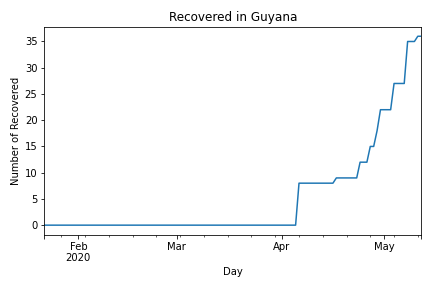 Recovered in Guyana
Number of Recovered
35
30
25
20
15
10
5
0
Feb
2020
Mar
Apr
May
Day